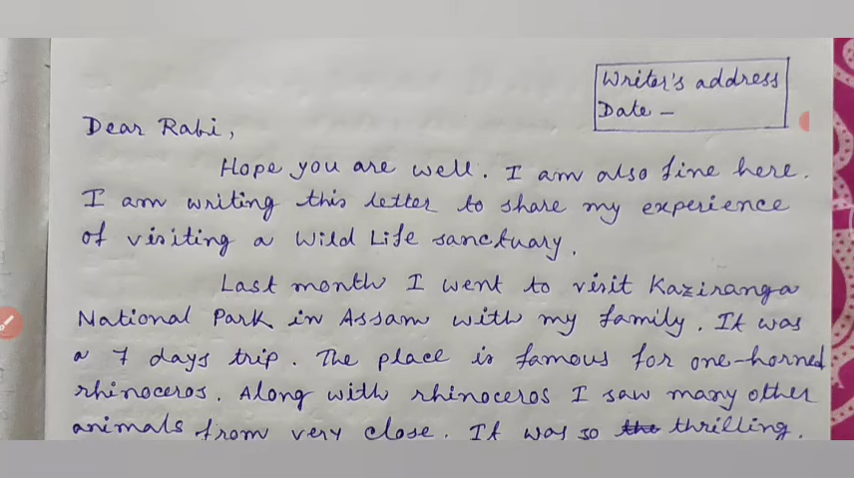 Writer's address
Date –
Dear Rabi,
Hope you are well. I am also fine here.
I am writing this letter to share my experience
of visiting a Wild Life sanctuary.
Last month I went to visit Kaziranga
National Park in Assam with my family. It was
a 7 days trip. The place is famous for one-horned
rhinoceros. Along with rhinoceros I saw many other
animals from very close. It was so the thrilling.